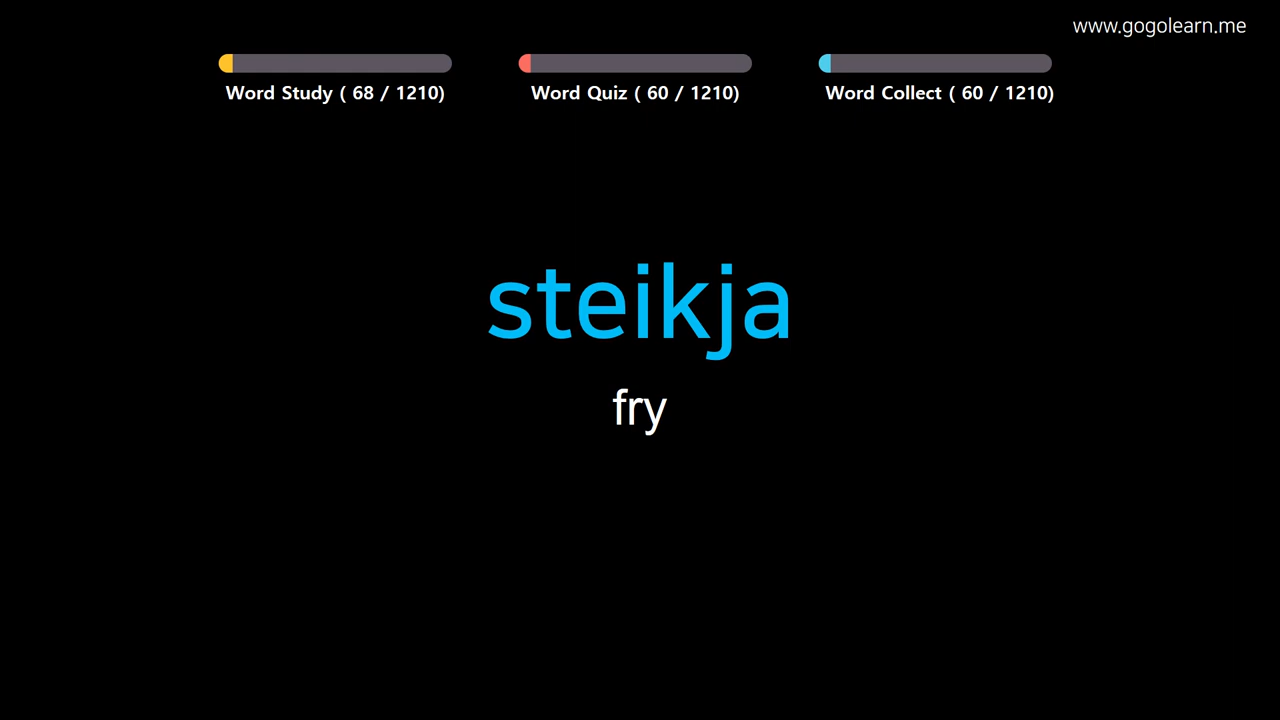 www.gogolearn.me
Word Study ( 68 / 1210)
Word Quiz ( 60 / 1210)
Word Collect ( 60 / 1210)
steikja
fry